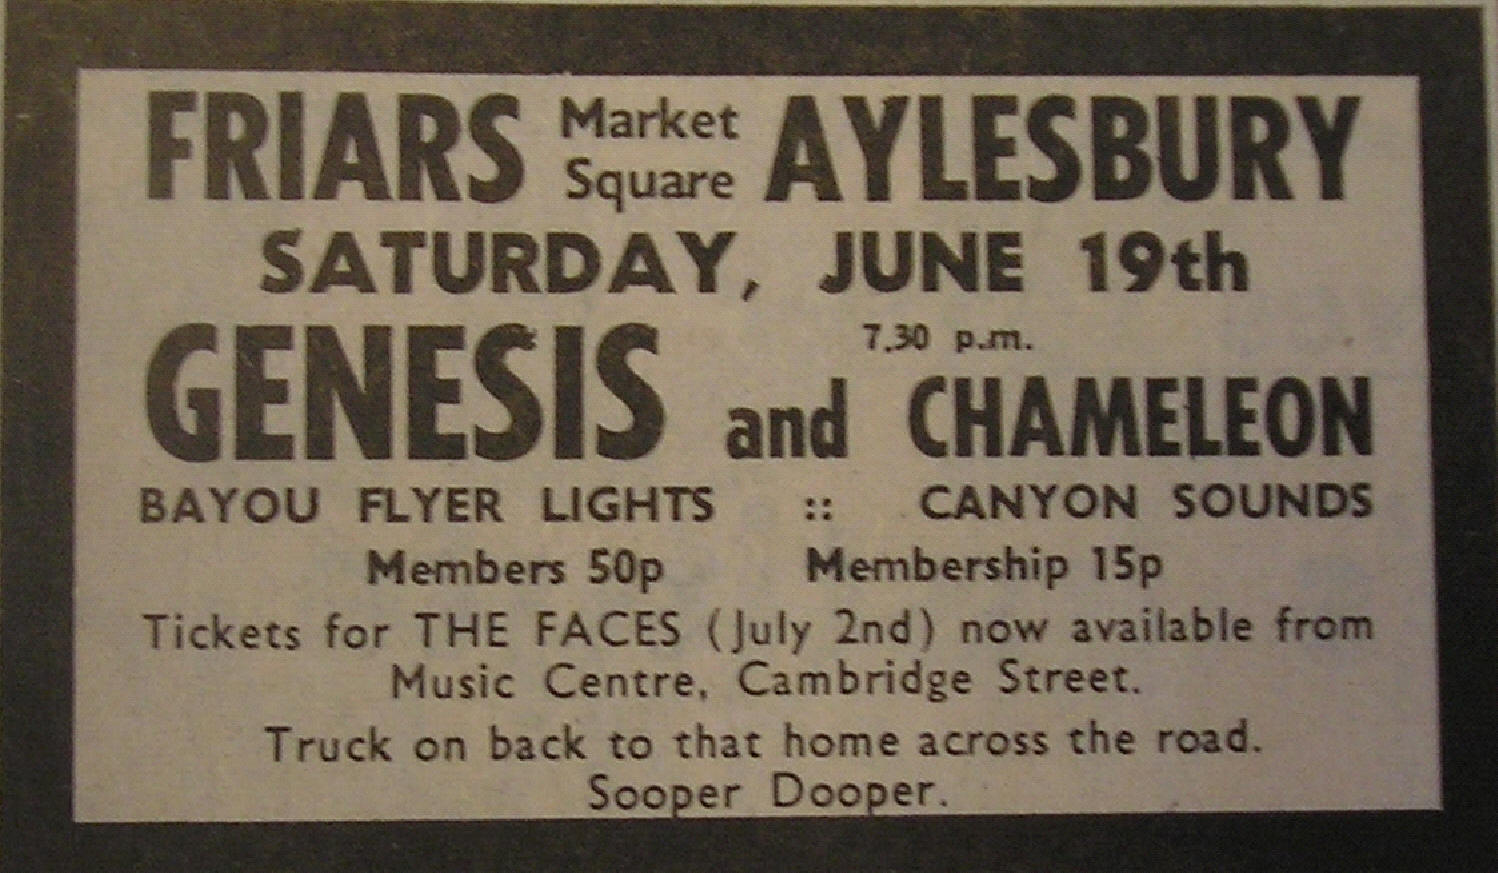 FRIARS Market Square AYLESBURY
SATURDAY, JUNE 19th
7.30 p.m.
GENESIS and CHAMELEON
BAYOU FLYER LIGHTS :: CANYON SOUNDS
Members 50p Membership 15p
Tickets for THE FACES (July 2nd) now available from
Music Centre, Cambridge Street.
Truck on back to that home across the road.
Sooper Dooper.